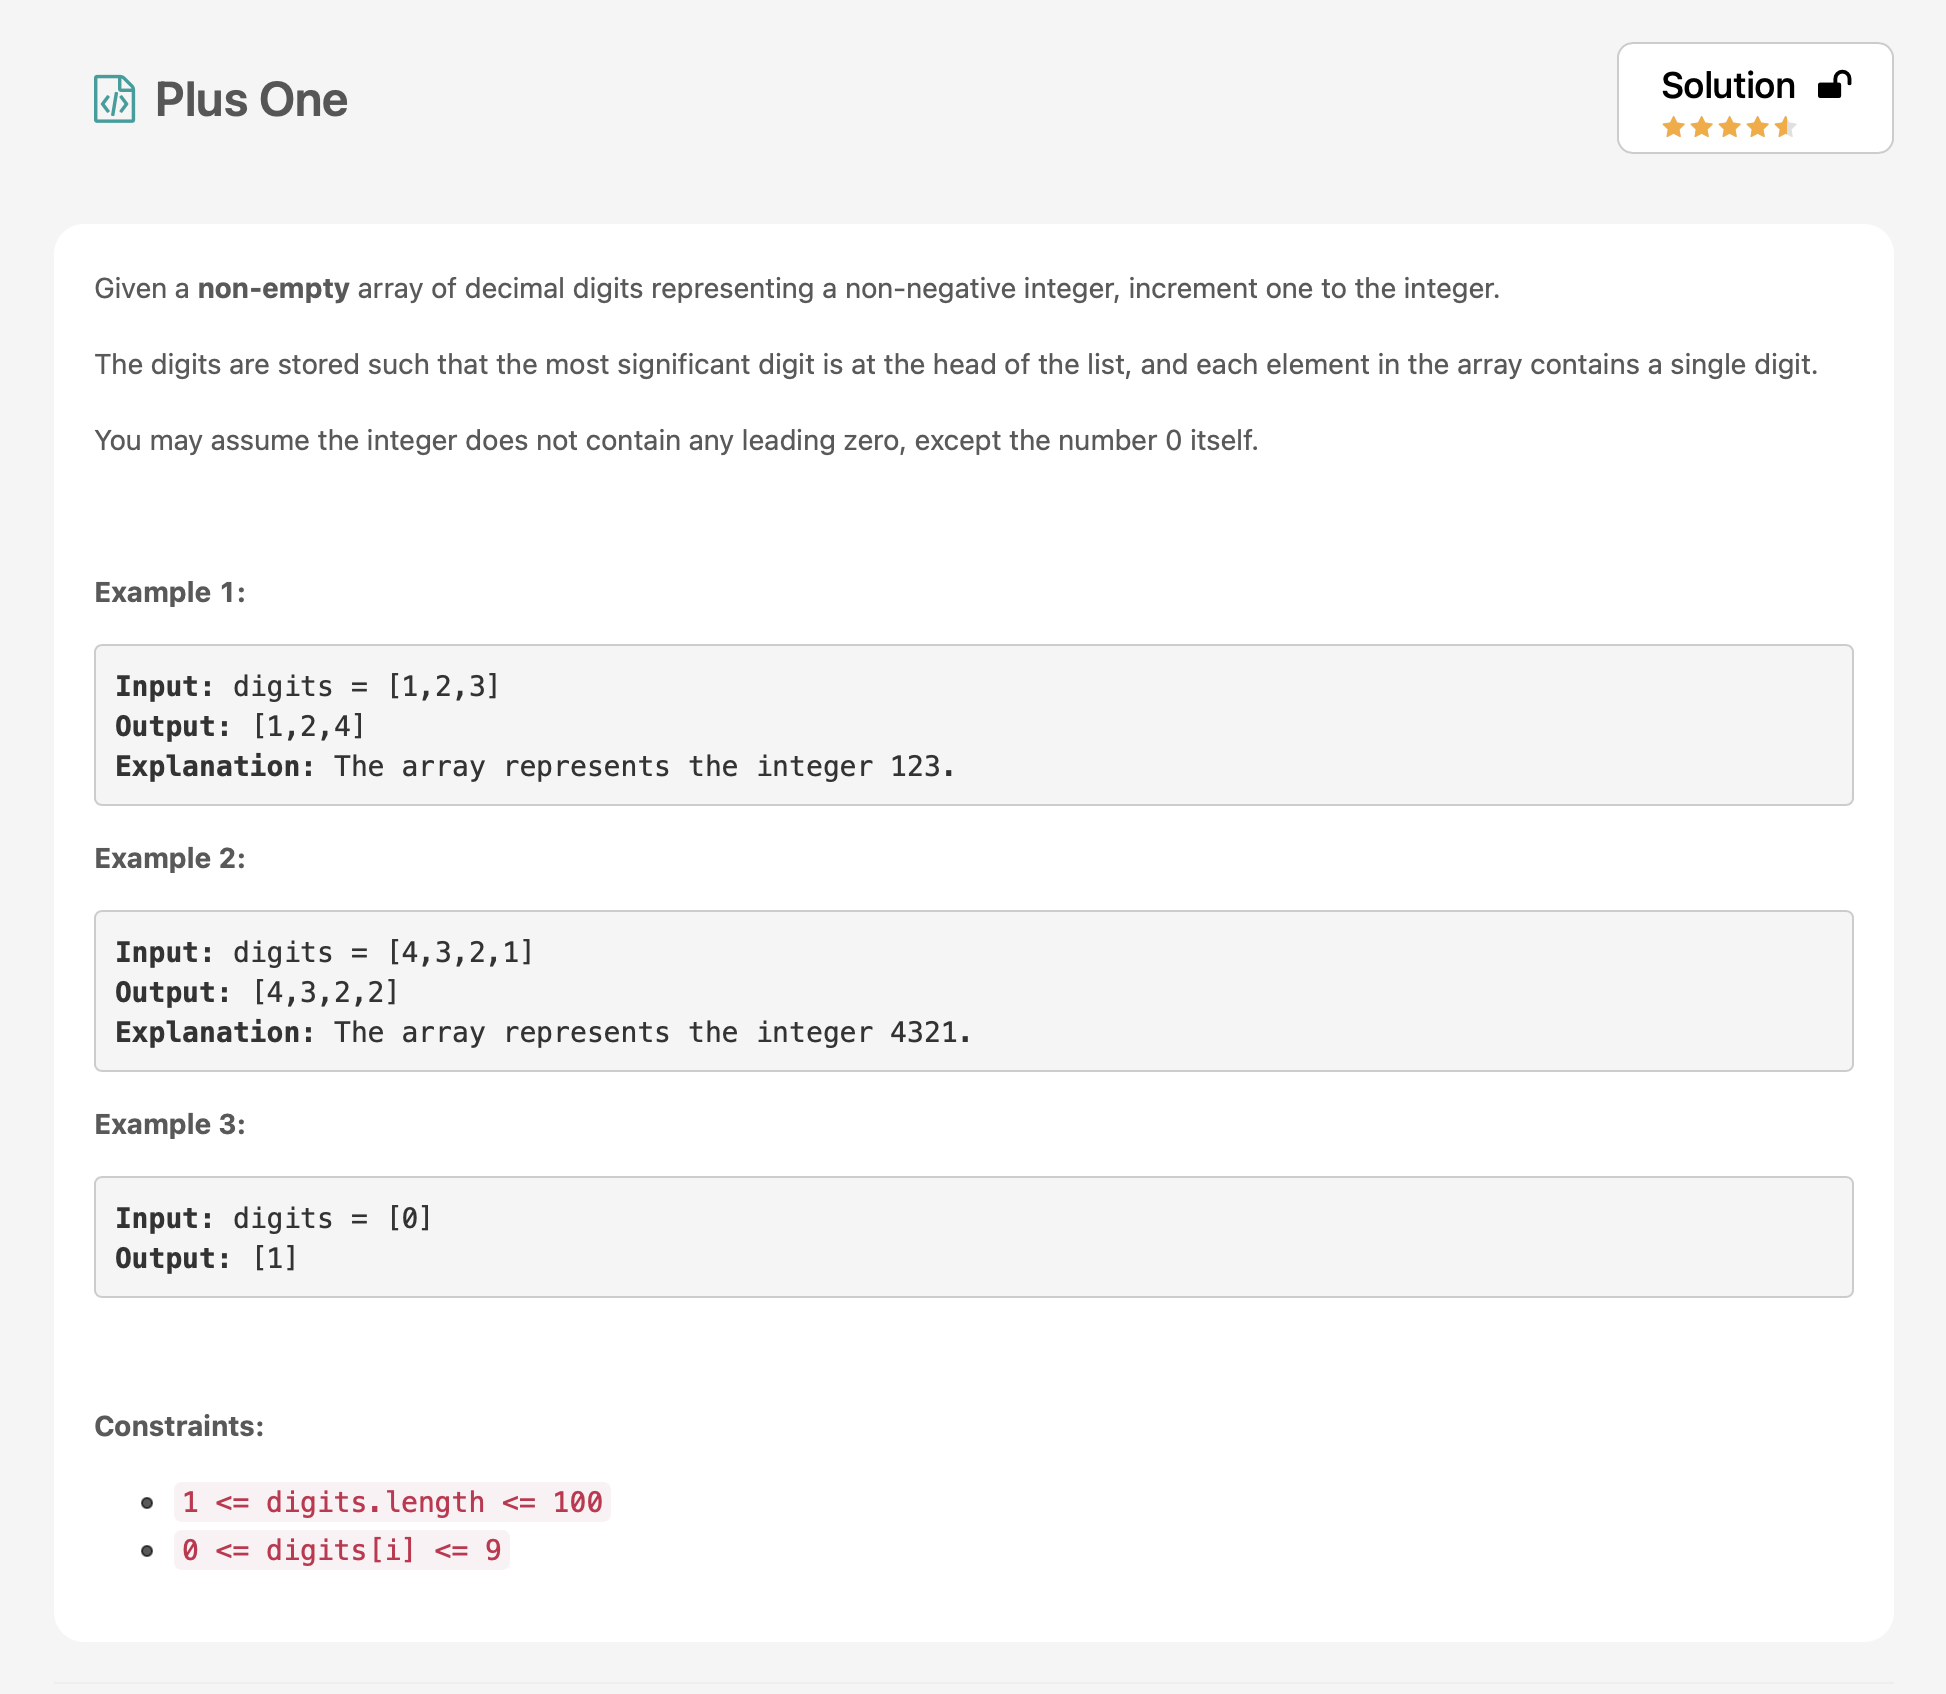 Plus One
Solution
Given a non-empty array of decimal digits representing a non-negative integer, increment one to the integer.
The digits are stored such that the most significant digit is at the head of the list, and each element in the array contains a single digit.
You may assume the integer does not contain any leading zero, except the number 0 itself.
Example 1:
Input: digits = [1,2,3]
Output: [1,2,4]
Explanation: The array represents the integer 123.
Example 2:
Input: digits = [4,3,2,1]
Output: [4,3,2,2]
Explanation: The array represents the integer 4321.
Example 3:
Input: digits = [0]
Output: [1]
Constraints:
1 <= digits.length <= 100
0 <= digits[i] <= 9